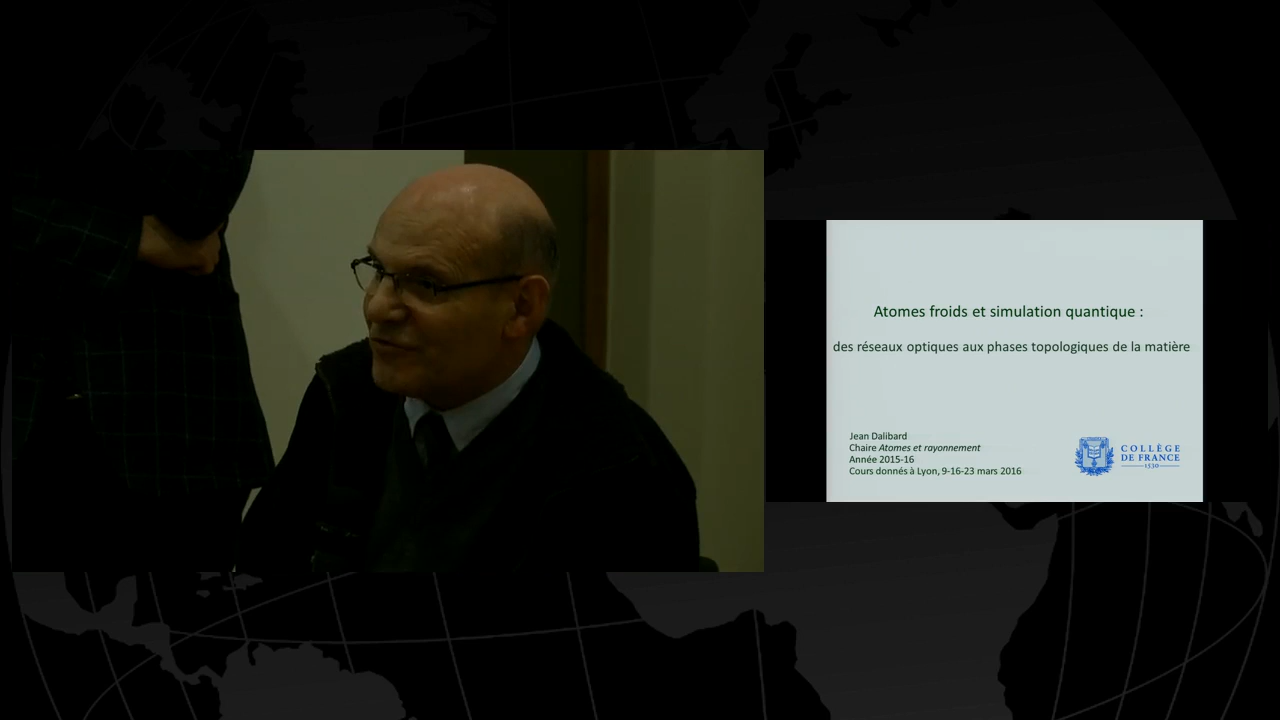 Atomes froids et simulation quantique :
des réseaux optiques aux phases topologiques de la matière
Jean Dalibard
Chaire Atomes et rayonnement
Année 2015-16
Cours donnés à Lyon, 9-16-23 mars 2016
COLLÈGE
DE FRANCE
1530